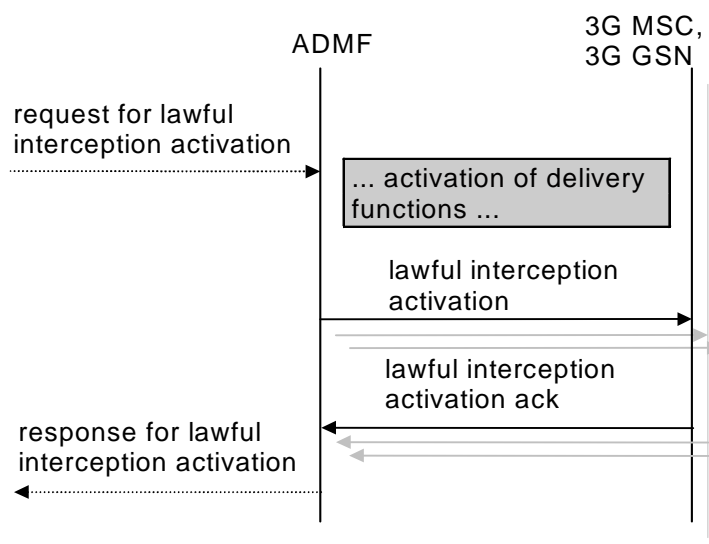 ADMF
3G MSC,
3G GSN
request for lawful
interception activation
... activation of delivery
functions ...
lawful interception
activation
lawful interception
activation ack
response for lawful
interception activation